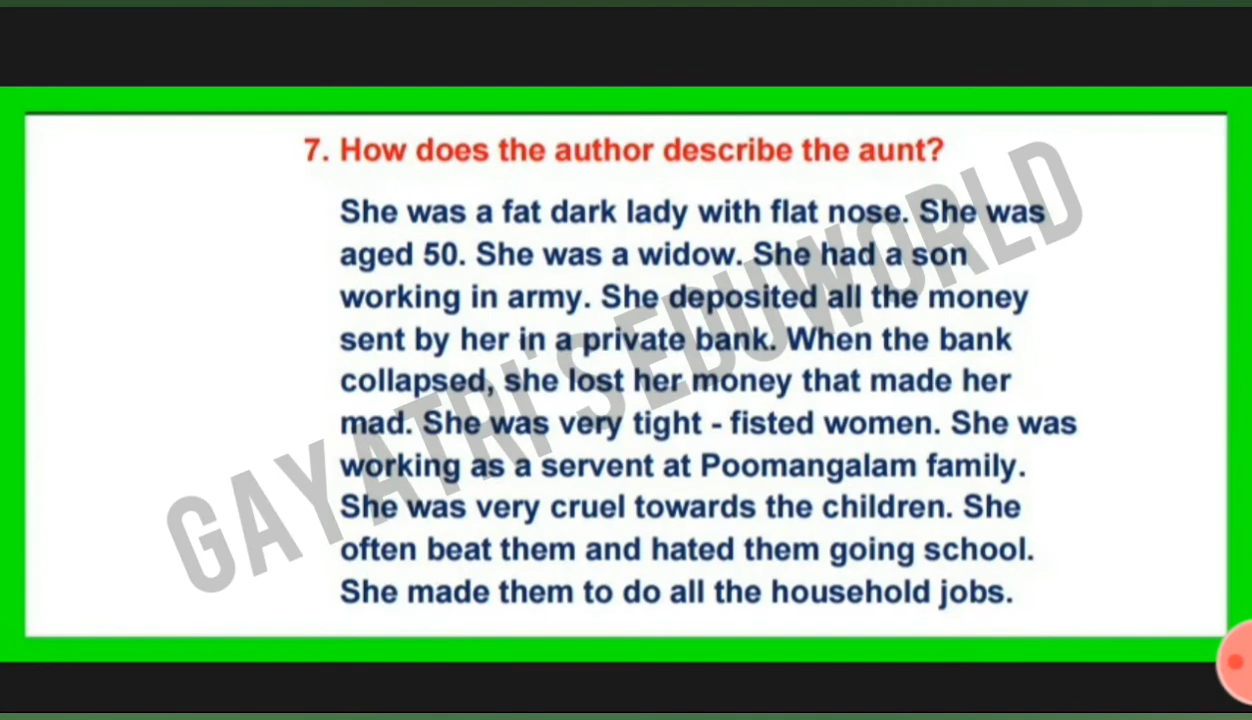 7. How does the author describe the aunt?
She was a fat dark lady with flat nose. She was
aged 50. She was a widow. She had a son
working in army. She deposited all the money
sent by her in a private bank. When the bank
collapsed, she lost her money that made her
mad. She was very tight - fisted women. She was
working as a servent at Poomangalam family.
She was very cruel towards the children. She
often beat them and hated them going school.
She made them to do all the household jobs.
GAYATRI'S EDUWORLD